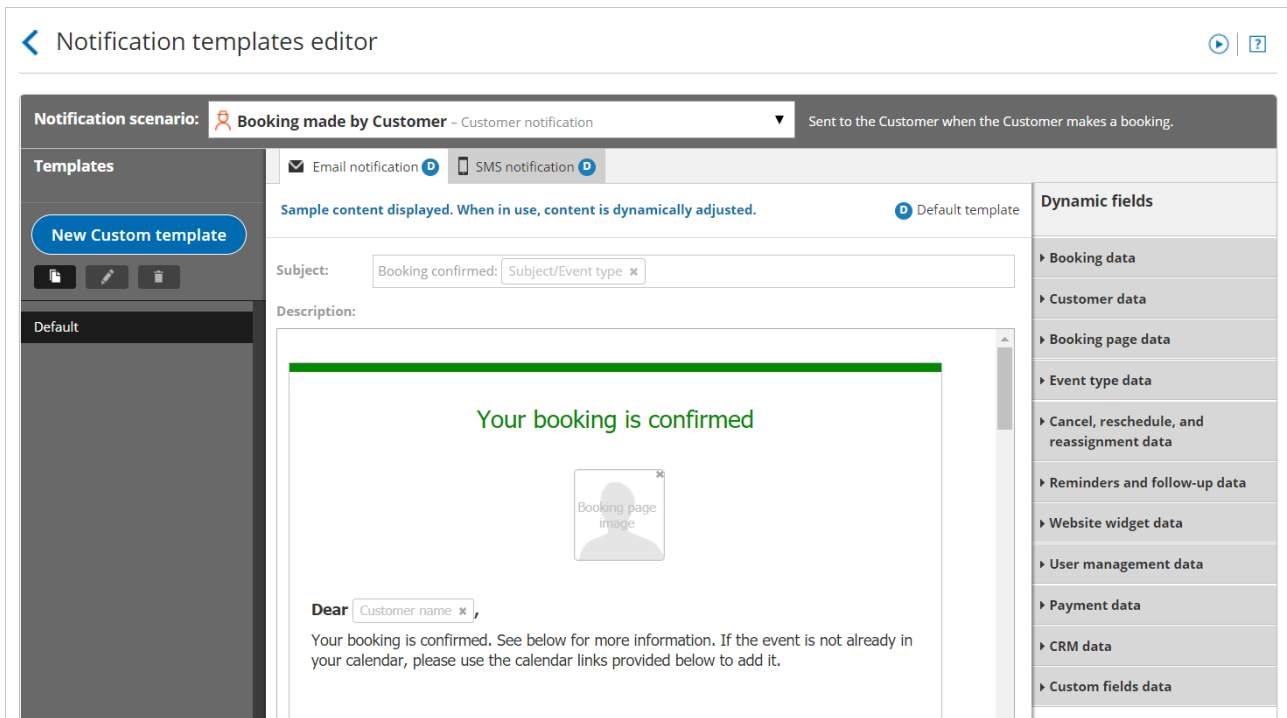 Notification templates editor
?
Notification scenario:
Booking made by Customer – Customer notification
Sent to the Customer when the Customer makes a booking.
Templates
Email notification D
SMS notification D
Sample content displayed. When in use, content is dynamically adjusted.
D Default template
Dynamic fields
New Custom template
Default
Subject:
Booking confirmed: Subject/Event type ×
Description:
Your booking is confirmed
Booking page
image
Dear Customer name ×,
Your booking is confirmed. See below for more information. If the event is not already in
your calendar, please use the calendar links provided below to add it.
Booking data
Customer data
Booking page data
Event type data
Cancel, reschedule, and
reassignment data
Reminders and follow-up data
Website widget data
User management data
Payment data
CRM data
Custom fields data